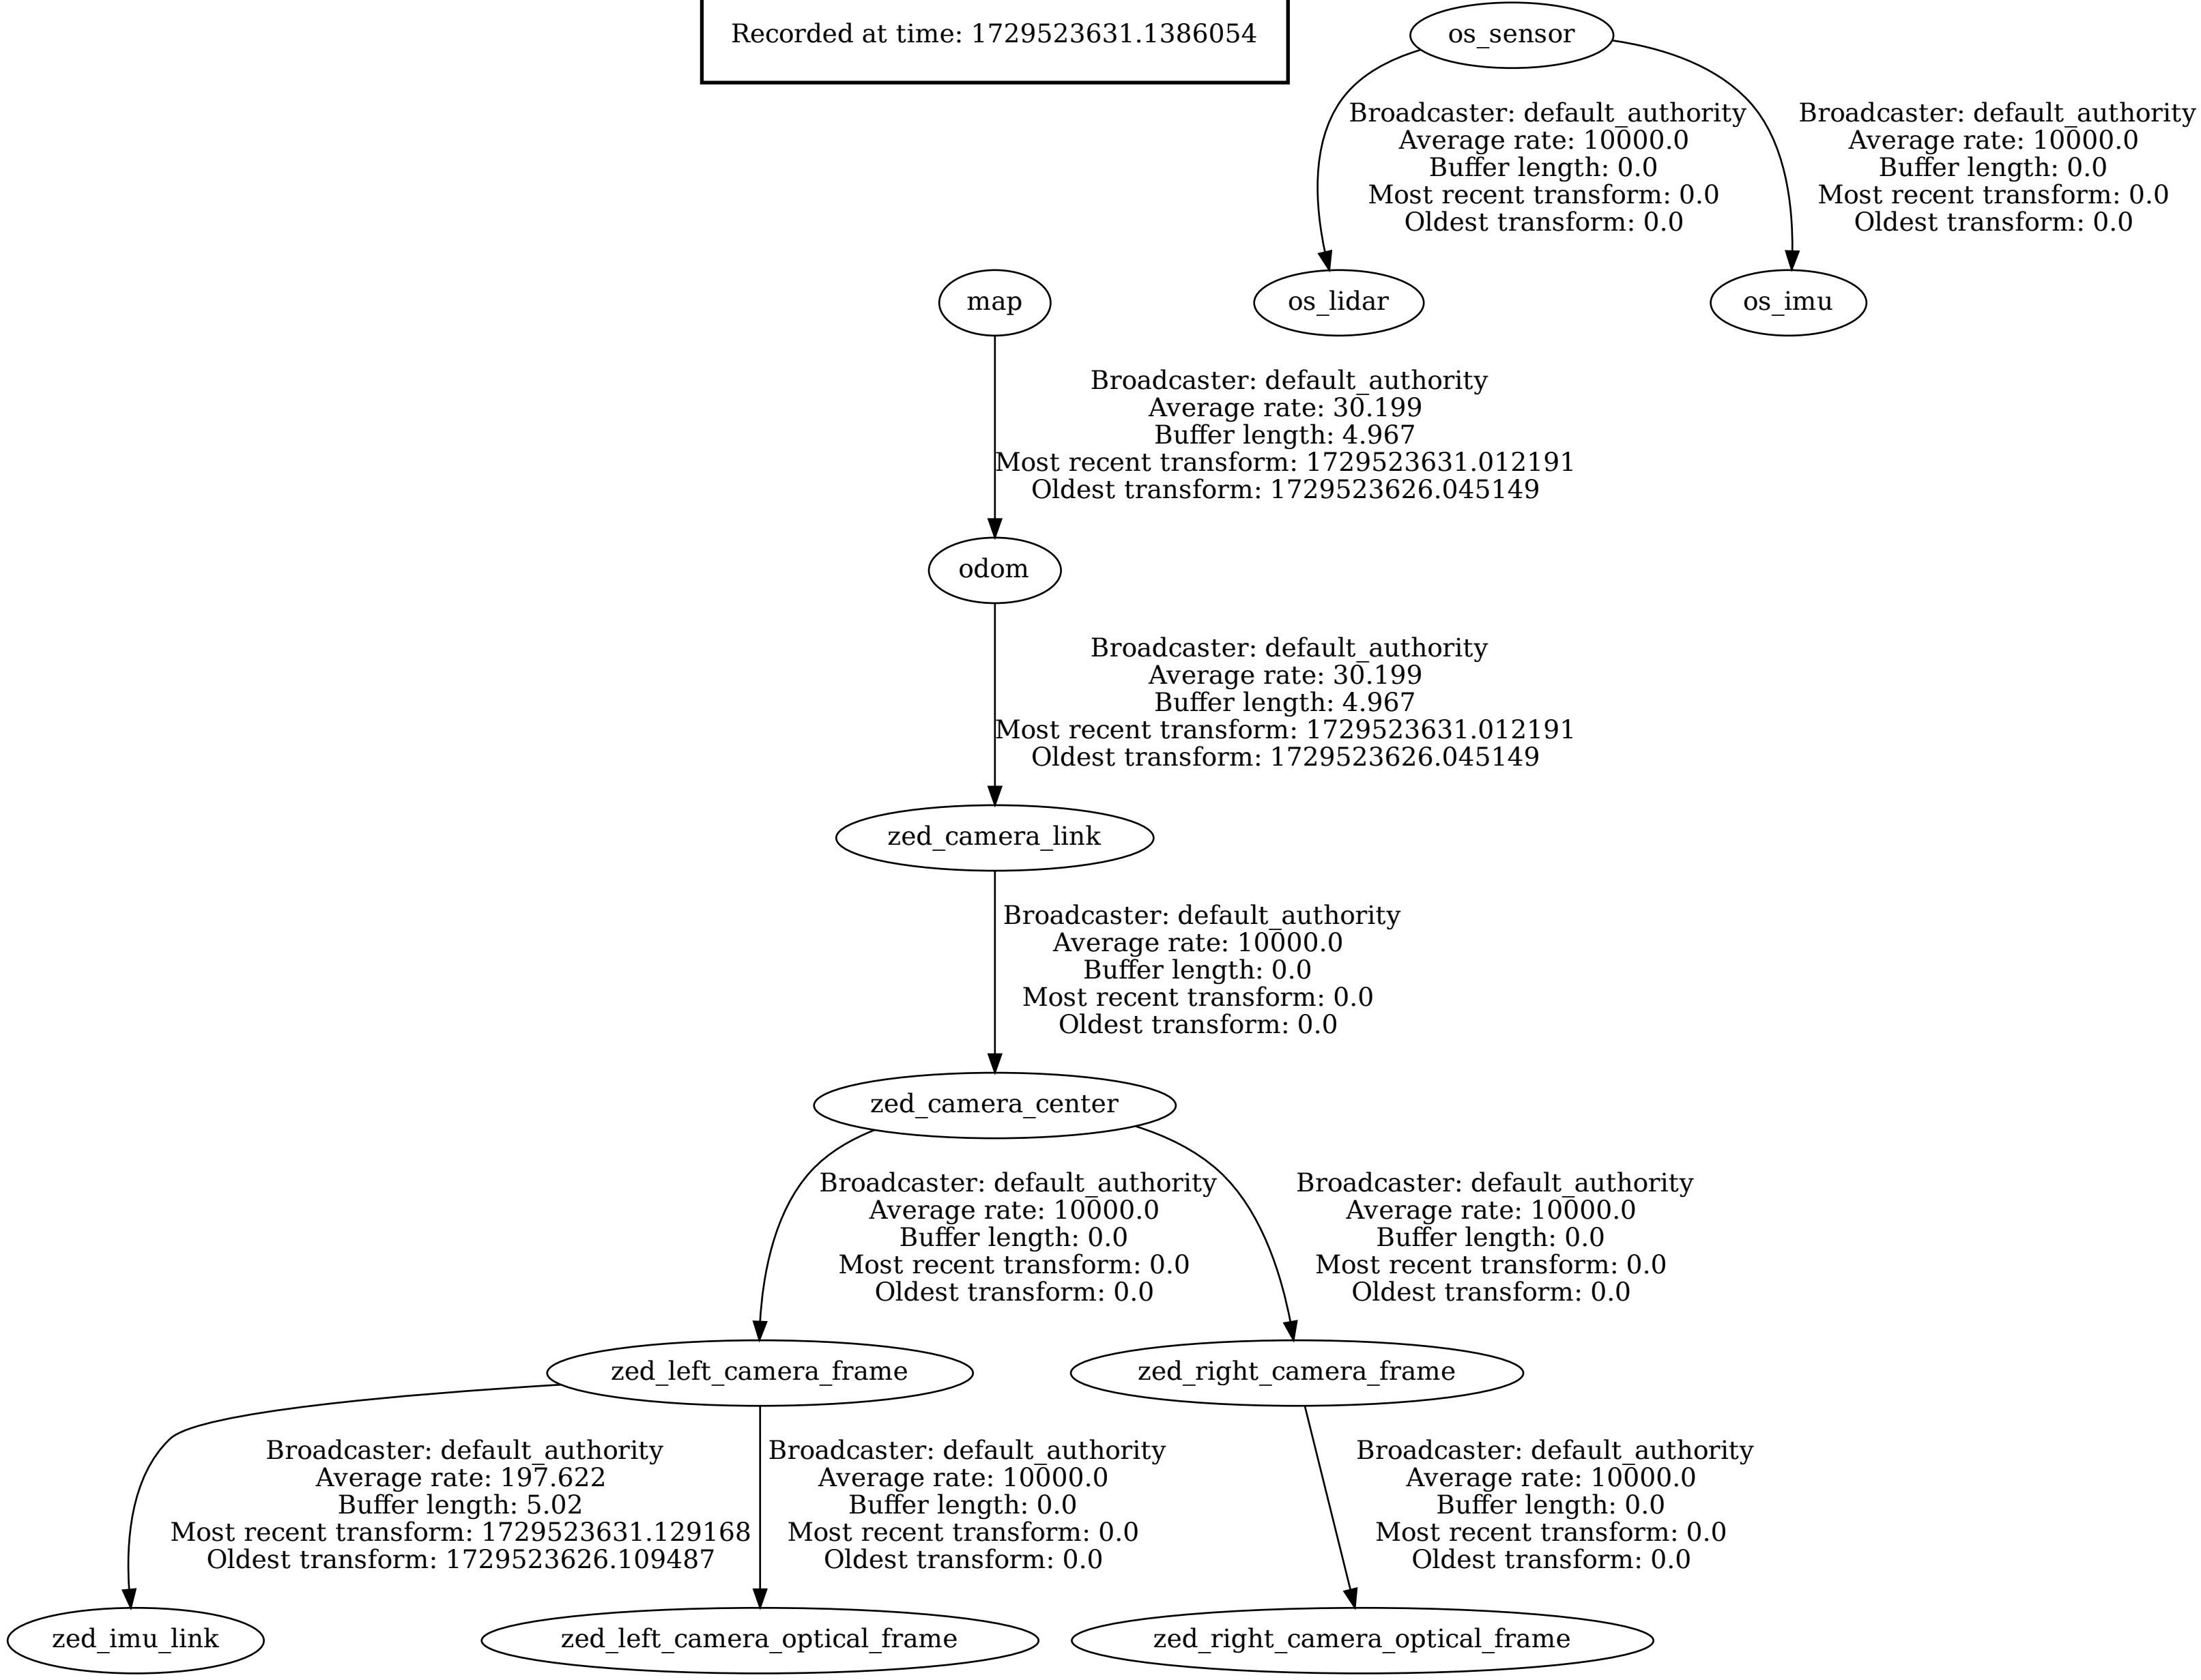 Recorded at time: 1729523631.1386054
os_sensor
Broadcaster: default_authority
Average rate: 10000.0
Buffer length: 0.0
Most recent transform: 0.0
Oldest transform: 0.0
Broadcaster: default_authority
Average rate: 10000.0
Buffer length: 0.0
Most recent transform: 0.0
Oldest transform: 0.0
map
os_lidar
os_imu
Broadcaster: default_authority
Average rate: 30.199
Buffer length: 4.967
Most recent transform: 1729523631.012191
Oldest transform: 1729523626.045149
odom
Broadcaster: default_authority
Average rate: 30.199
Buffer length: 4.967
Most recent transform: 1729523631.012191
Oldest transform: 1729523626.045149
zed_camera_link
Broadcaster: default_authority
Average rate: 10000.0
Buffer length: 0.0
Most recent transform: 0.0
Oldest transform: 0.0
zed_camera_center
Broadcaster: default_authority
Average rate: 10000.0
Buffer length: 0.0
Most recent transform: 0.0
Oldest transform: 0.0
Broadcaster: default_authority
Average rate: 10000.0
Buffer length: 0.0
Most recent transform: 0.0
Oldest transform: 0.0
zed_left_camera_frame
zed_right_camera_frame
Broadcaster: default_authority
Average rate: 197.622
Buffer length: 5.02
Most recent transform: 1729523631.129168
Oldest transform: 1729523626.109487
Broadcaster: default_authority
Average rate: 10000.0
Buffer length: 0.0
Most recent transform: 0.0
Oldest transform: 0.0
Broadcaster: default_authority
Average rate: 10000.0
Buffer length: 0.0
Most recent transform: 0.0
Oldest transform: 0.0
zed_imu_link
zed_left_camera_optical_frame
zed_right_camera_optical_frame